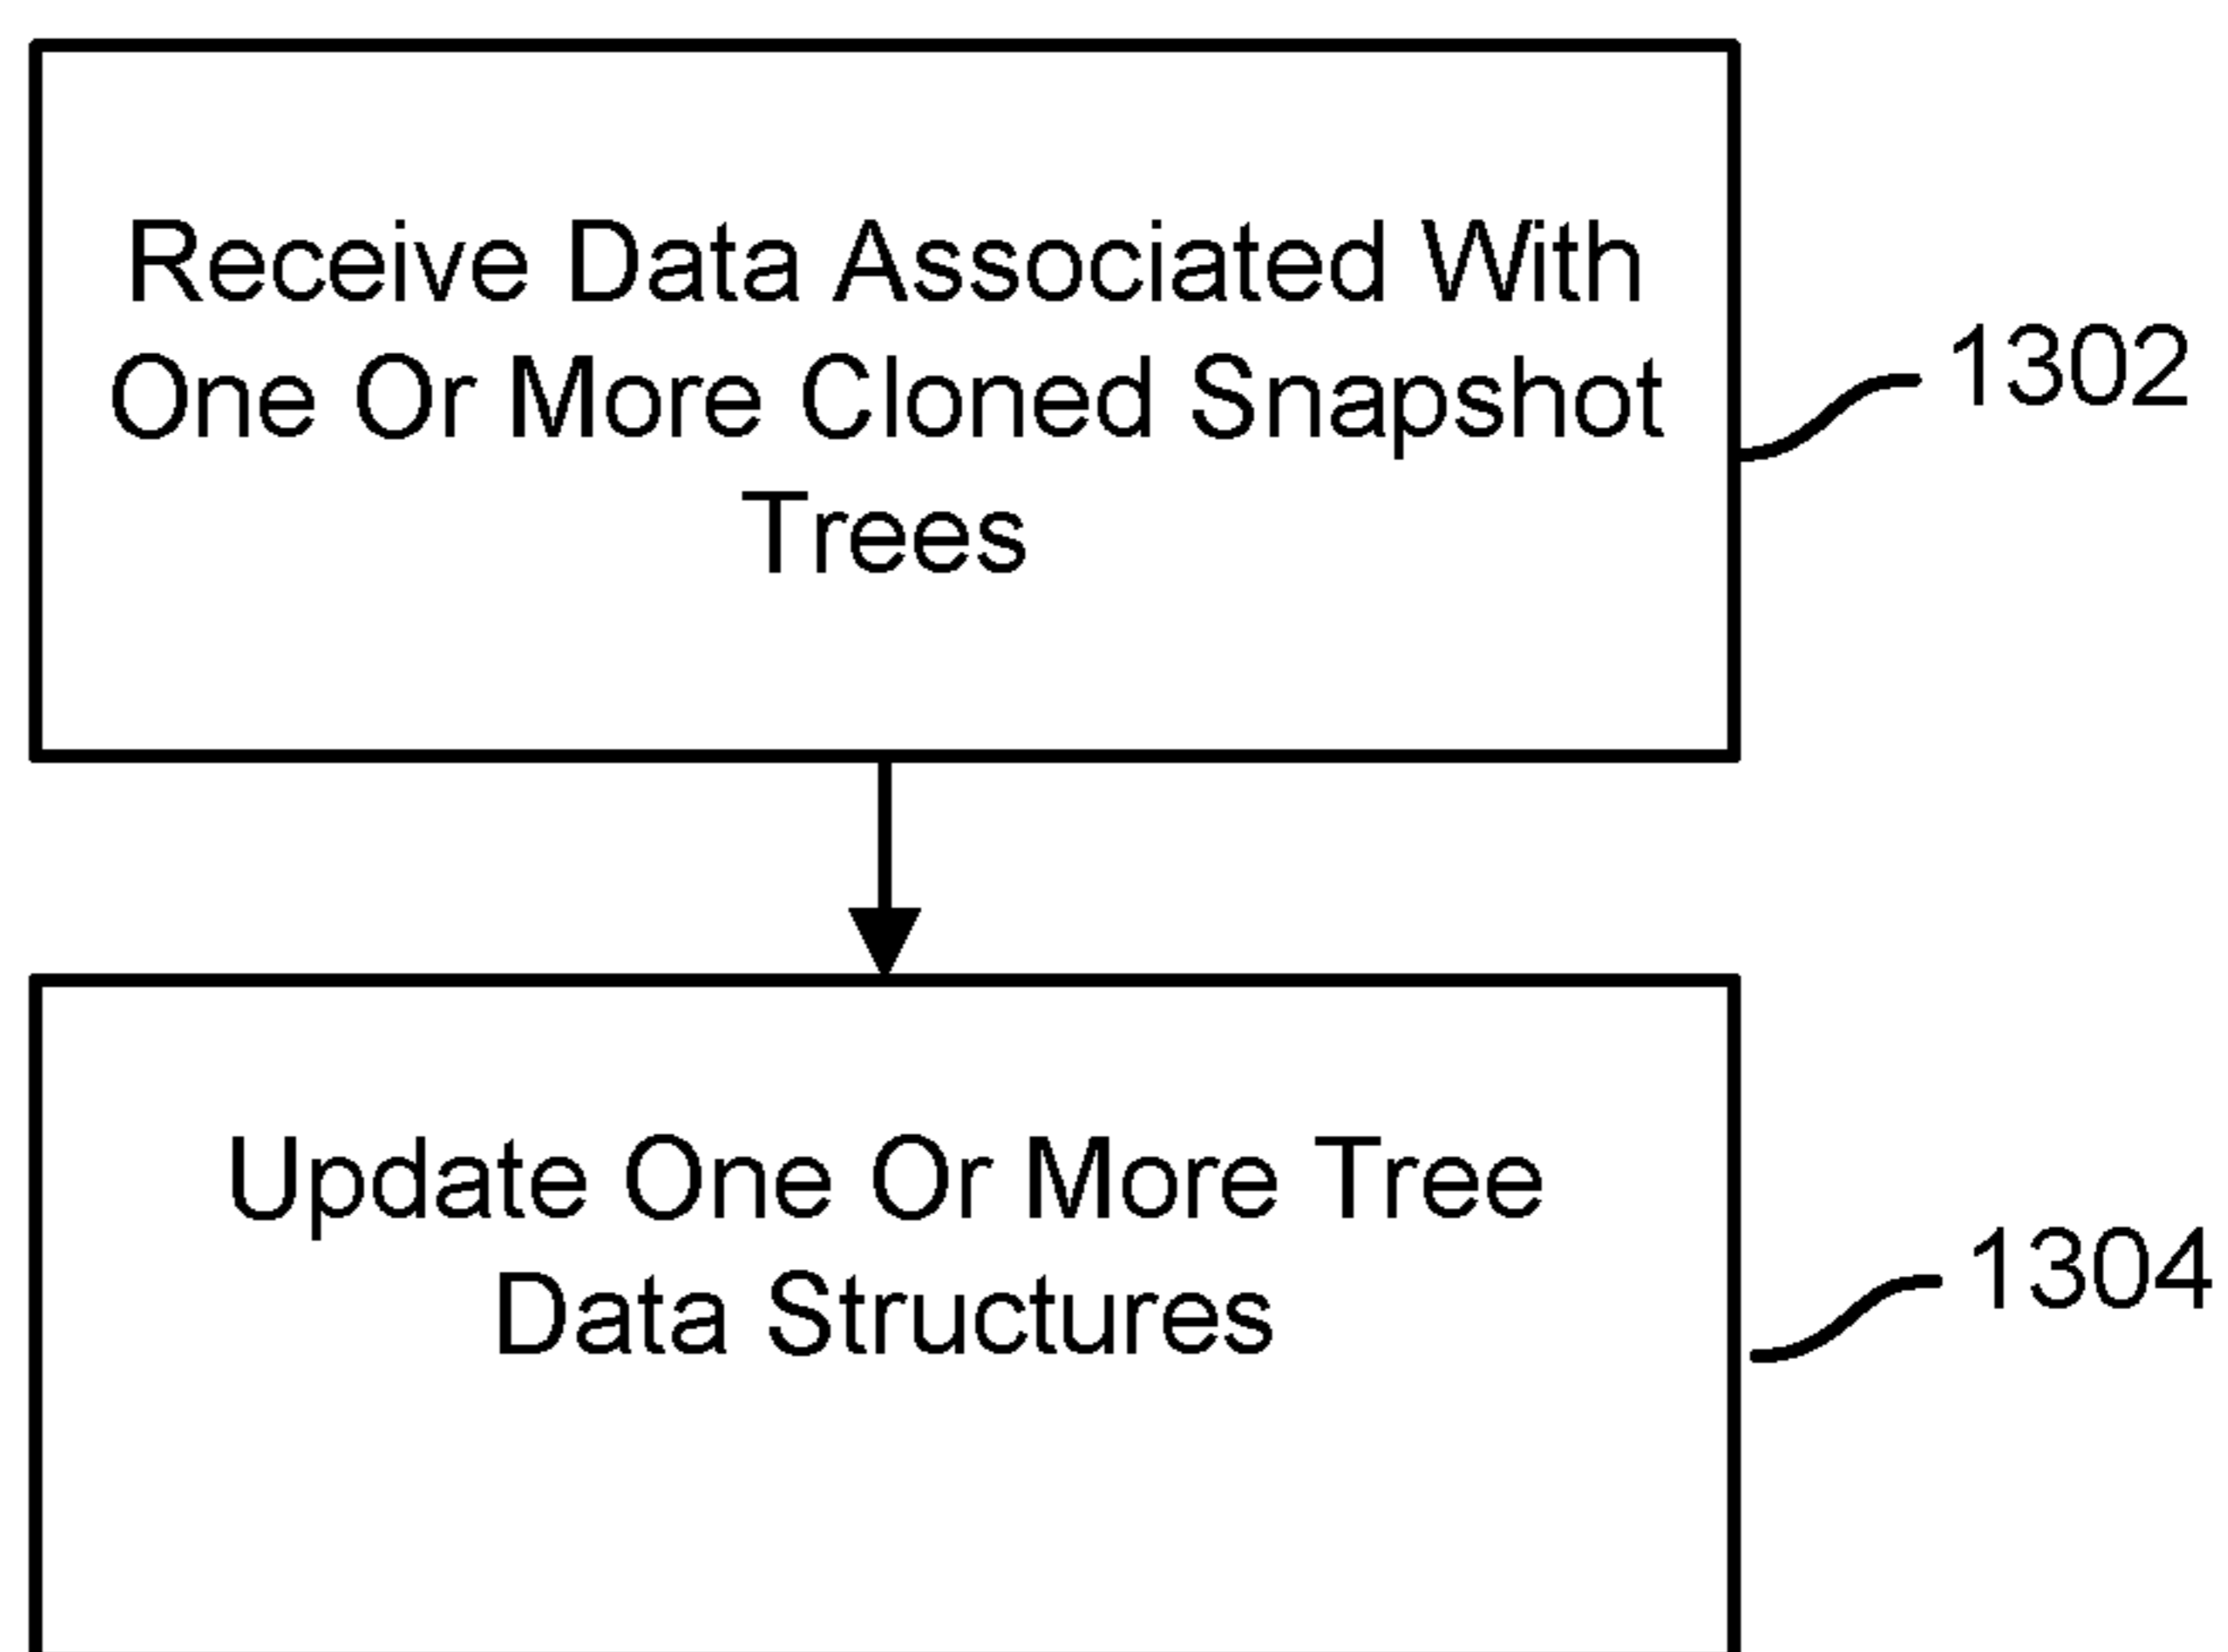 Receive Data Associated With
One Or More Cloned Snapshot
Trees
1302
Update One Or More Tree
Data Structures
1304